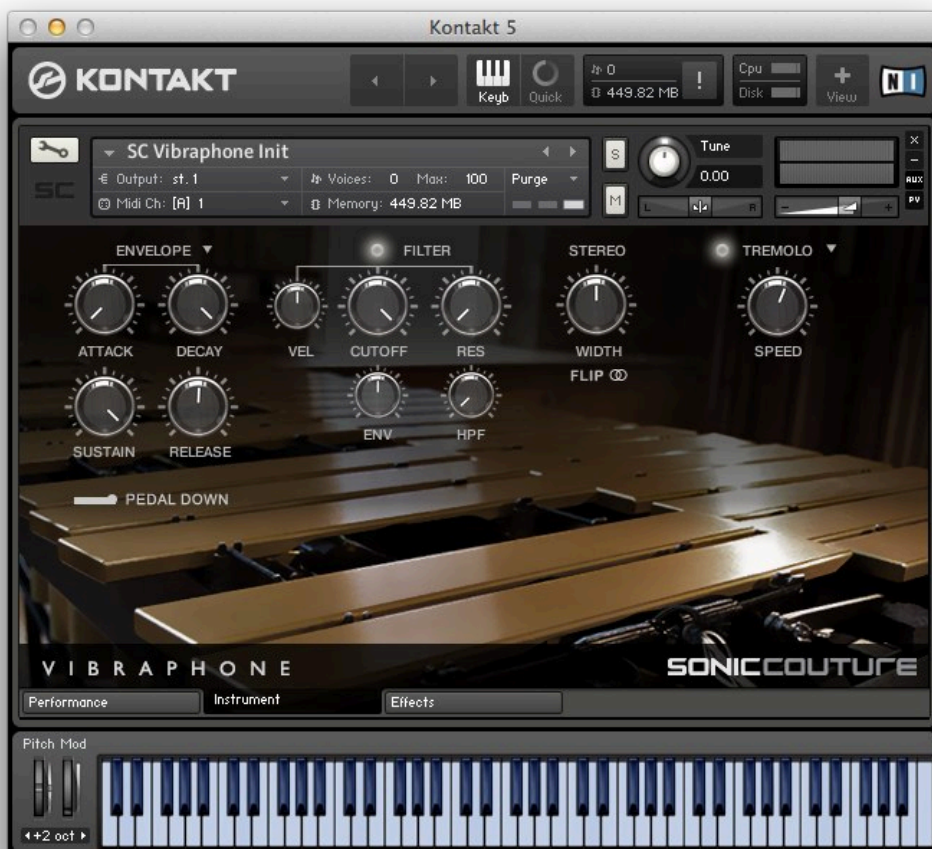 Kontakt 5
KONTAKT
Keyb
Quick
0
449.82 MB
!
Cpu
Disk
View
NI
SC Vibraphone Init
S
Tune
0.00
X
SC
Output: st. 1
Voices: 0 Max: 100
Purge
AUX
Midi Ch: [A] 1
Memory: 449.82 MB
M
L
R
PV
ENVELOPE
FILTER
STEREO
TREMOLO
ATTACK
DECAY
VEL
CUTOFF
RES
WIDTH
SPEED
FLIP
SUSTAIN
RELEASE
ENV
HPF
PEDAL DOWN
VIBRAPHONE
SONICCOUTURE
Performance
Instrument
Effects
Pitch Mod
+2 oct